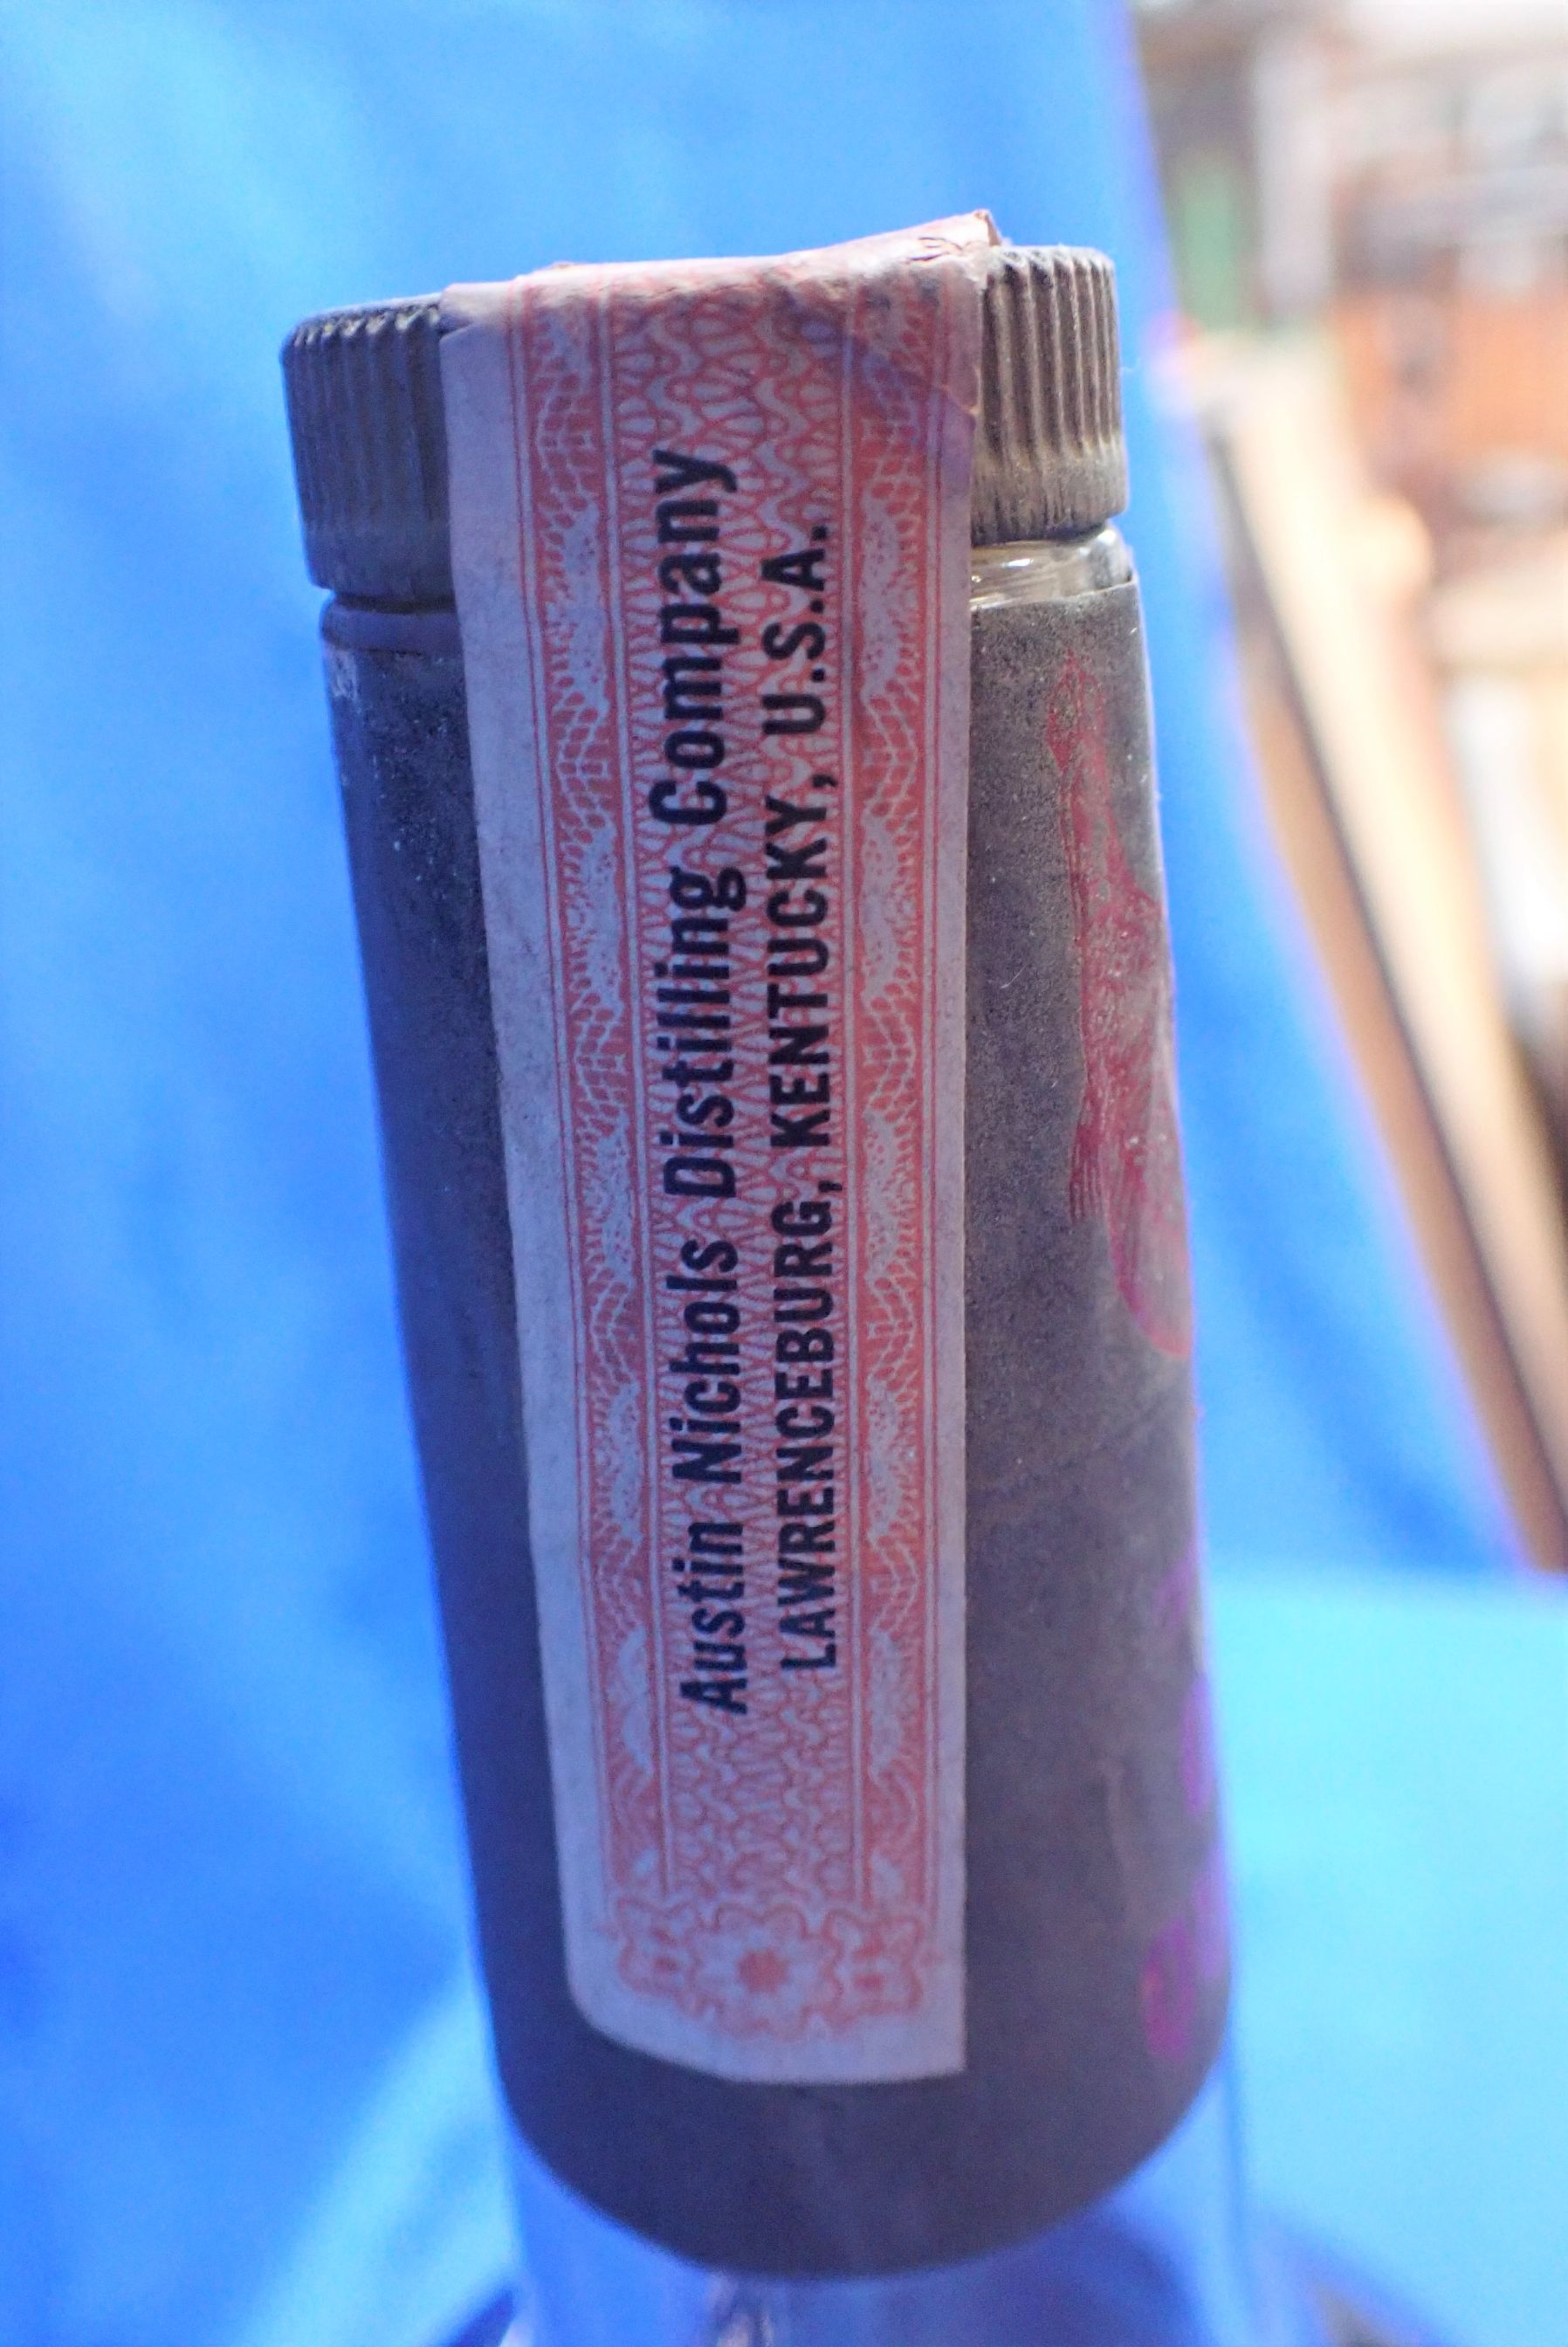 Austin Nichols Distilling Company
LAWRENCEBURG, KENTUCKY, U.S.A.